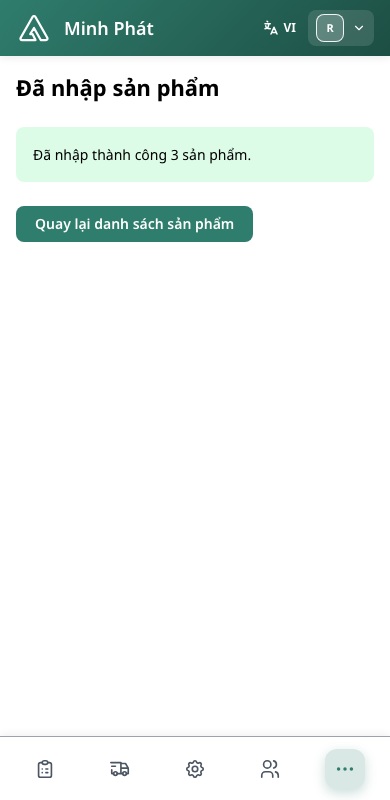 Minh Phát
VI
R
Đã nhập sản phẩm
Đã nhập thành công 3 sản phẩm.
Quay lại danh sách sản phẩm